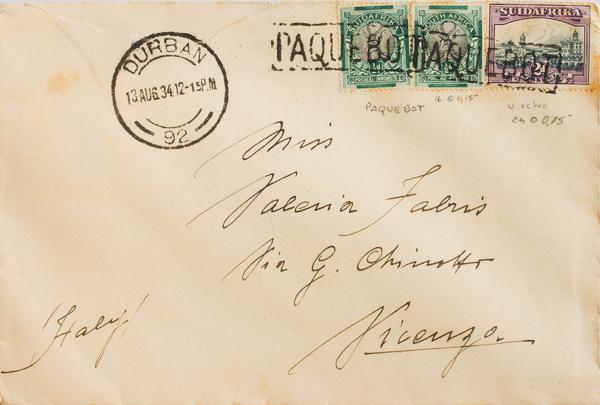 DURBAN
13 AUG. 34 12-15 P.M
92
PAQUEBOT
PAQUEBOT
SUIDAFRIKA
SOUTH AFRICA
SUIDAFRIKA
PAQUEBOT
Miss
Valeria Fabris
Via G. Chinotto
Vicenza
(Italy)